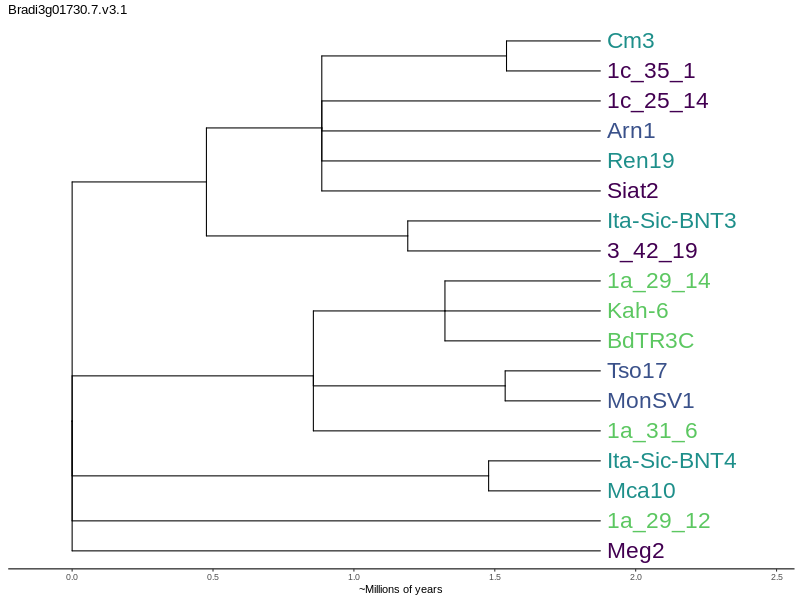 Bradi3g01730.7.v3.1
Cm3
1c_35_1
1c_25_14
Arn1
Ren19
Siat2
Ita-Sic-BNT3
3_42_19
1a_29_14
Kah-6
BdTR3C
Tso17
MonSV1
1a_31_6
Ita-Sic-BNT4
Mca10
1a_29_12
Meg2
0.0 0.5 1.0 1.5 2.0 2.5
~Millions of years